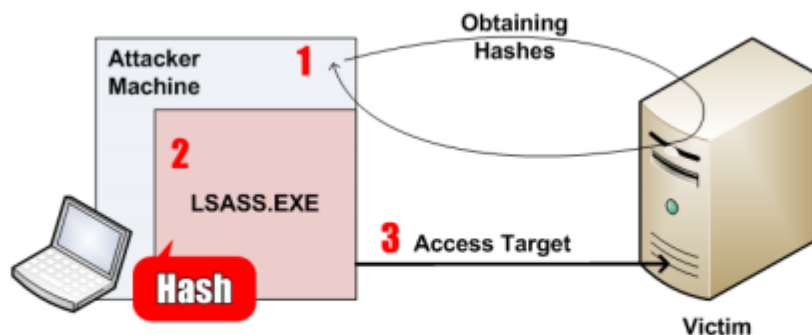 Attacker
Machine
1
Obtaining
Hashes
2
LSASS.EXE
3 Access Target
Hash
Victim